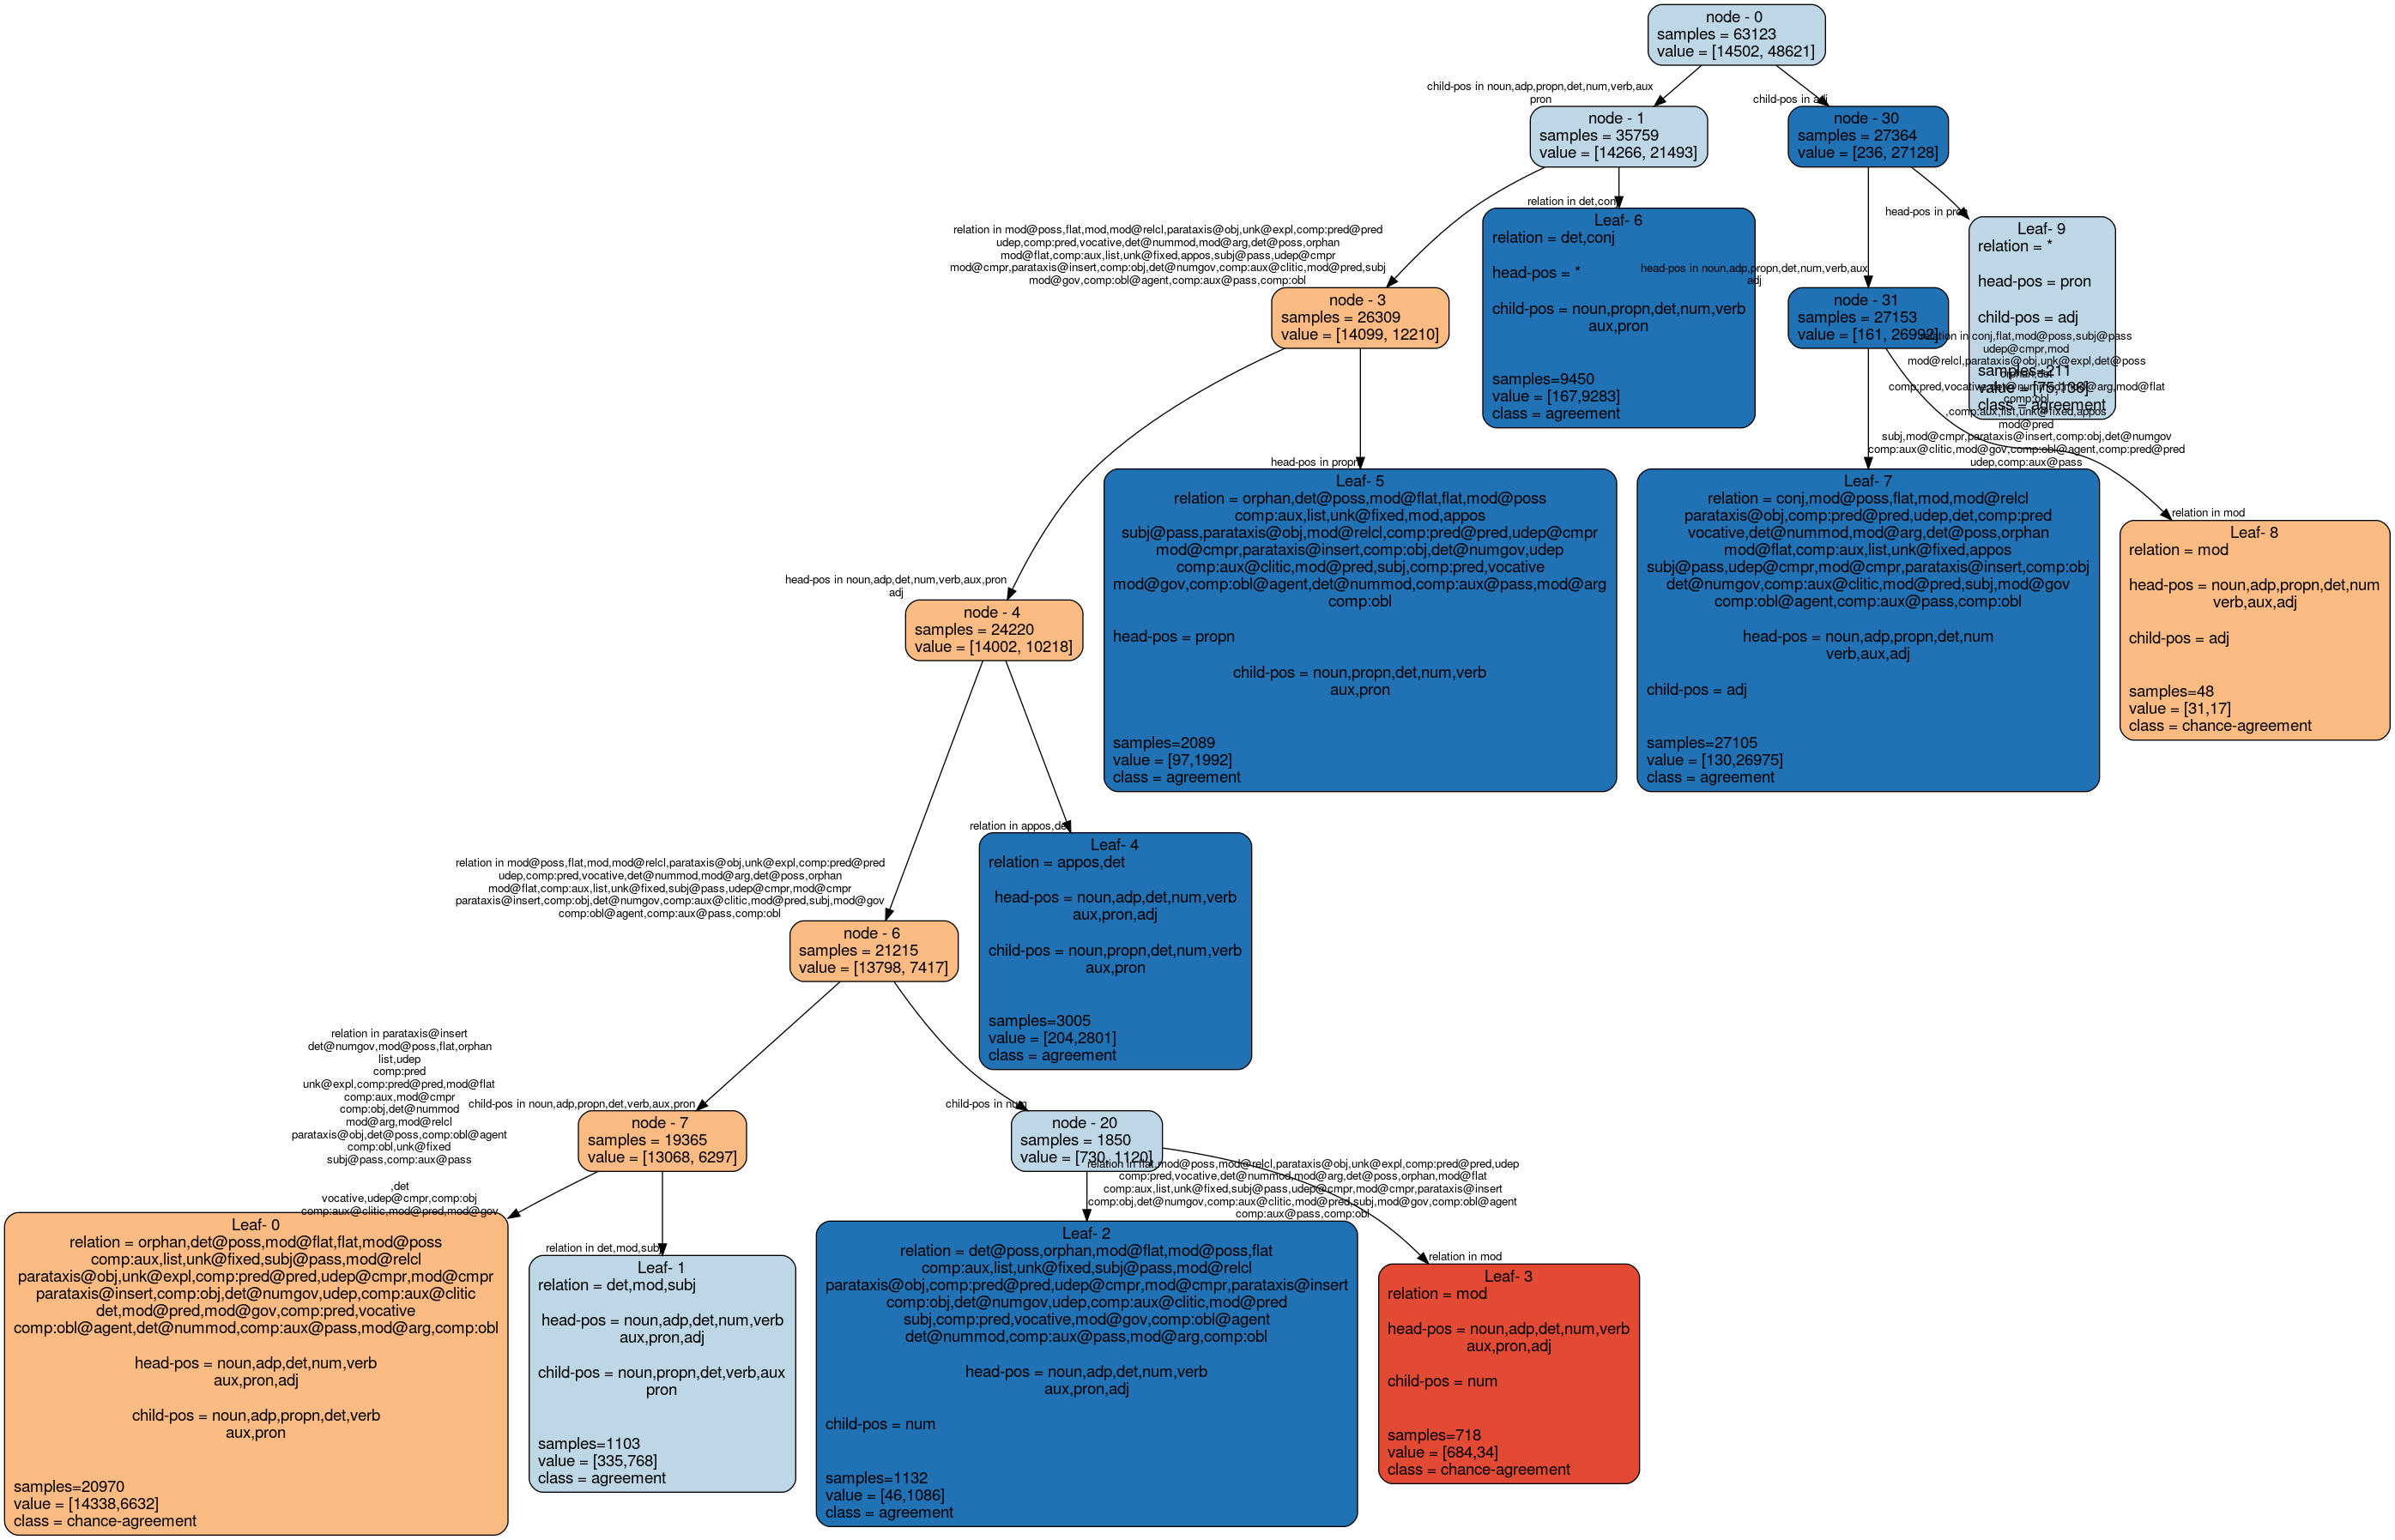 node - 0
samples = 63123
value = [14502, 48621]
child-pos in noun,adp,propn,det,num,verb,aux
pron
child-pos in adj
node - 1
samples = 35759
value = [14266, 21493]
node - 30
samples = 27364
value = [236, 27128]
relation in mod@poss,flat,mod,mod@relcl,parataxis@obj,unk@expl,comp:pred@pred
udep,comp:pred,vocative,det@nummod,mod@arg,det@poss,orphan
mod@flat,comp:aux,list,unk@fixed,appos,subj@pass,udep@cmpr
mod@cmpr,parataxis@insert,comp:obj,det@numgov,comp:aux@clitic,mod@pred,subj
mod@gov,comp:obl@agent,comp:aux@pass,comp:obl
relation in det,conj
Leaf- 6
relation = det,conj
head-pos = *
child-pos = noun,propn,det,num,verb
aux,pron
samples=9450
value = [167,9283]
class = agreement
head-pos in noun,adp,propn,det,num,verb,aux
adj
head-pos in pron
Leaf- 9
relation = *
head-pos = pron
child-pos = adj
samples=211
value = [75,136]
class = agreement
node - 3
samples = 26309
value = [14099, 12210]
node - 31
samples = 27153
value = [161, 26992]
relation in conj,flat,mod@poss,subj@pass
udep@cmpr,mod
mod@relcl,parataxis@obj,unk@expl,det@poss
orphan,det
comp:pred,vocative,det@nummod,mod@arg,mod@flat
comp:obl
,comp:aux,list,unk@fixed,appos
mod@pred
subj,mod@cmpr,parataxis@insert,comp:obj,det@numgov
comp:aux@clitic,mod@gov,comp:obl@agent,comp:pred@pred
udep,comp:aux@pass
relation in mod
head-pos in noun,adp,det,num,verb,aux,pron
adj
head-pos in propn
node - 4
samples = 24220
value = [14002, 10218]
Leaf- 5
relation = orphan,det@poss,mod@flat,flat,mod@poss
comp:aux,list,unk@fixed,mod,appos
subj@pass,parataxis@obj,mod@relcl,comp:pred@pred,udep@cmpr
mod@cmpr,parataxis@insert,comp:obj,det@numgov,udep
comp:aux@clitic,mod@pred,subj,comp:pred,vocative
mod@gov,comp:obl@agent,det@nummod,comp:aux@pass,mod@arg
comp:obl
head-pos = propn
child-pos = noun,propn,det,num,verb
aux,pron
samples=2089
value = [97,1992]
class = agreement
Leaf- 7
relation = conj,mod@poss,flat,mod,mod@relcl
parataxis@obj,comp:pred@pred,udep,det,comp:pred
vocative,det@nummod,mod@arg,det@poss,orphan
mod@flat,comp:aux,list,unk@fixed,appos
subj@pass,udep@cmpr,mod@cmpr,parataxis@insert,comp:obj
det@numgov,comp:aux@clitic,mod@pred,subj,mod@gov
comp:obl@agent,comp:aux@pass,comp:obl
head-pos = noun,adp,propn,det,num
verb,aux,adj
child-pos = adj
samples=27105
value = [130,26975]
class = agreement
Leaf- 8
relation = mod
head-pos = noun,adp,propn,det,num
verb,aux,adj
child-pos = adj
samples=48
value = [31,17]
class = chance-agreement
relation in mod@poss,flat,mod,mod@relcl,parataxis@obj,unk@expl,comp:pred@pred
udep,comp:pred,vocative,det@nummod,mod@arg,det@poss,orphan
mod@flat,comp:aux,list,unk@fixed,subj@pass,udep@cmpr,mod@cmpr
parataxis@insert,comp:obj,det@numgov,comp:aux@clitic,mod@pred,subj,mod@gov
comp:obl@agent,comp:aux@pass,comp:obl
relation in appos,det
node - 6
samples = 21215
value = [13798, 7417]
Leaf- 4
relation = appos,det
head-pos = noun,adp,det,num,verb
aux,pron,adj
child-pos = noun,propn,det,num,verb
aux,pron
samples=3005
value = [204,2801]
class = agreement
child-pos in noun,adp,propn,det,verb,aux,pron
child-pos in num
node - 7
samples = 19365
value = [13068, 6297]
node - 20
samples = 1850
value = [730, 1120]
relation in parataxis@insert
det@numgov,mod@poss,flat,orphan
list,udep
comp:pred
unk@expl,comp:pred@pred,mod@flat
comp:aux,mod@cmpr
comp:obj,det@nummod
mod@arg,mod@relcl
parataxis@obj,det@poss,comp:obl@agent
comp:obl,unk@fixed
subj@pass,comp:aux@pass
,det
vocative,udep@cmpr,comp:obj
comp:aux@clitic,mod@pred,mod@gov
relation in det,mod,subj
relation in flat,mod@poss,mod@relcl,parataxis@obj,unk@expl,comp:pred@pred,udep
comp:pred,vocative,det@nummod,mod@arg,det@poss,orphan,mod@flat
comp:aux,list,unk@fixed,subj@pass,udep@cmpr,mod@cmpr,parataxis@insert
comp:obj,det@numgov,comp:aux@clitic,mod@pred,subj,mod@gov,comp:obl@agent
comp:aux@pass,comp:obl
relation in mod
Leaf- 0
relation = orphan,det@poss,mod@flat,flat,mod@poss
comp:aux,list,unk@fixed,subj@pass,mod@relcl
parataxis@obj,unk@expl,comp:pred@pred,udep@cmpr,mod@cmpr
parataxis@insert,comp:obj,det@numgov,udep,comp:aux@clitic
det,mod@pred,mod@gov,comp:pred,vocative
comp:obl@agent,det@nummod,comp:aux@pass,mod@arg,comp:obl
head-pos = noun,adp,det,num,verb
aux,pron,adj
child-pos = noun,adp,propn,det,verb
aux,pron
samples=20970
value = [14338,6632]
class = chance-agreement
Leaf- 1
relation = det,mod,subj
head-pos = noun,adp,det,num,verb
aux,pron,adj
child-pos = noun,propn,det,verb,aux
pron
samples=1103
value = [335,768]
class = agreement
Leaf- 2
relation = det@poss,orphan,mod@flat,mod@poss,flat
comp:aux,list,unk@fixed,subj@pass,mod@relcl
parataxis@obj,comp:pred@pred,udep@cmpr,mod@cmpr,parataxis@insert
comp:obj,det@numgov,udep,comp:aux@clitic,mod@pred
subj,comp:pred,vocative,mod@gov,comp:obl@agent
det@nummod,comp:aux@pass,mod@arg,comp:obl
head-pos = noun,adp,det,num,verb
aux,pron,adj
child-pos = num
samples=1132
value = [46,1086]
class = agreement
Leaf- 3
relation = mod
head-pos = noun,adp,det,num,verb
aux,pron,adj
child-pos = num
samples=718
value = [684,34]
class = chance-agreement